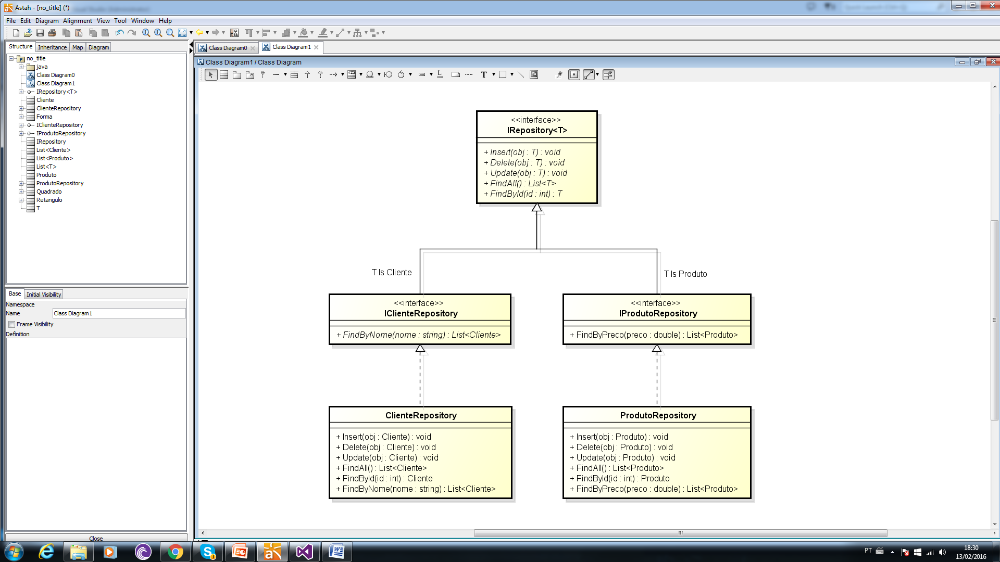 Astah - [no_title] (*)
File Edit Diagram Alignment View Tool Window Help
Structure Inheritance Map Diagram
no_title
java
Class Diagram0
Class Diagram1
IRepository<T>
Cliente
ClienteRepository
Forma
IClienteRepository
IProdutoRepository
IRepository
List<Cliente>
List<Produto>
List<T>
Produto
ProdutoRepository
Quadrado
Retangulo
T
Base Initial Visibility
Namespace
Name Class Diagram1
Frame Visibility
Definition
Close
Class Diagram0 Class Diagram1
Class Diagram1 / Class Diagram
<<interface>>
IRepository<T>
+ Insert(obj : T) : void
+ Delete(obj : T) : void
+ Update(obj : T) : void
+ FindAll() : List<T>
+ FindById(id : int) : T
T Is Cliente
T Is Produto
<<interface>>
IClienteRepository
+ FindByNome(nome : string) : List<Cliente>
<<interface>>
IProdutoRepository
+ FindByPreco(preco : double) : List<Produto>
ClienteRepository
+ Insert(obj : Cliente) : void
+ Delete(obj : Cliente) : void
+ Update(obj : Cliente) : void
+ FindAll() : List<Cliente>
+ FindById(id : int) : Cliente
+ FindByNome(nome : string) : List<Cliente>
ProdutoRepository
+ Insert(obj : Produto) : void
+ Delete(obj : Produto) : void
+ Update(obj : Produto) : void
+ FindAll() : List<Produto>
+ FindById(id : int) : Produto
+ FindByPreco(preco : double) : List<Produto>
PT
18:30
13/02/2016